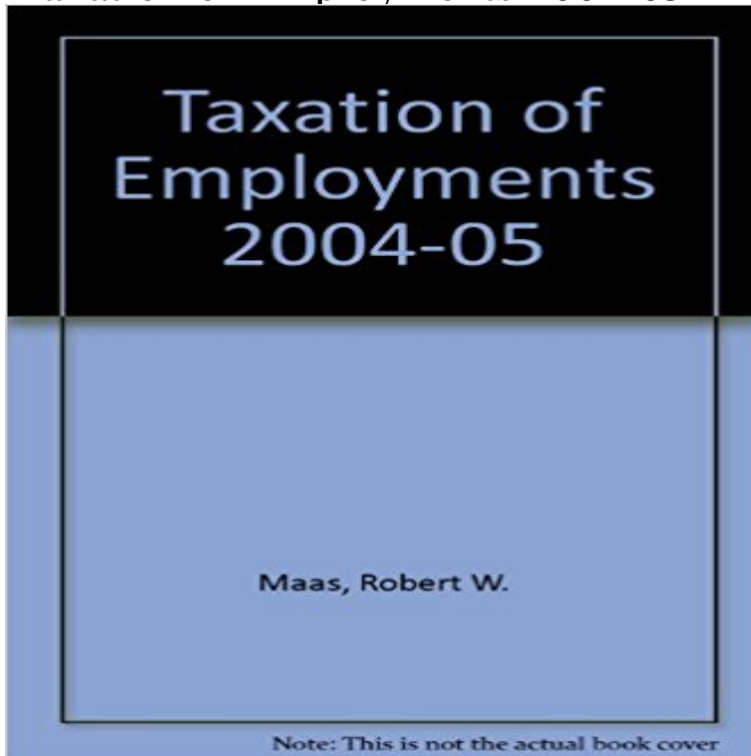 Taxation of
Employments
2004-05
Maas, Robert W.
Note: This is not the actual book cover